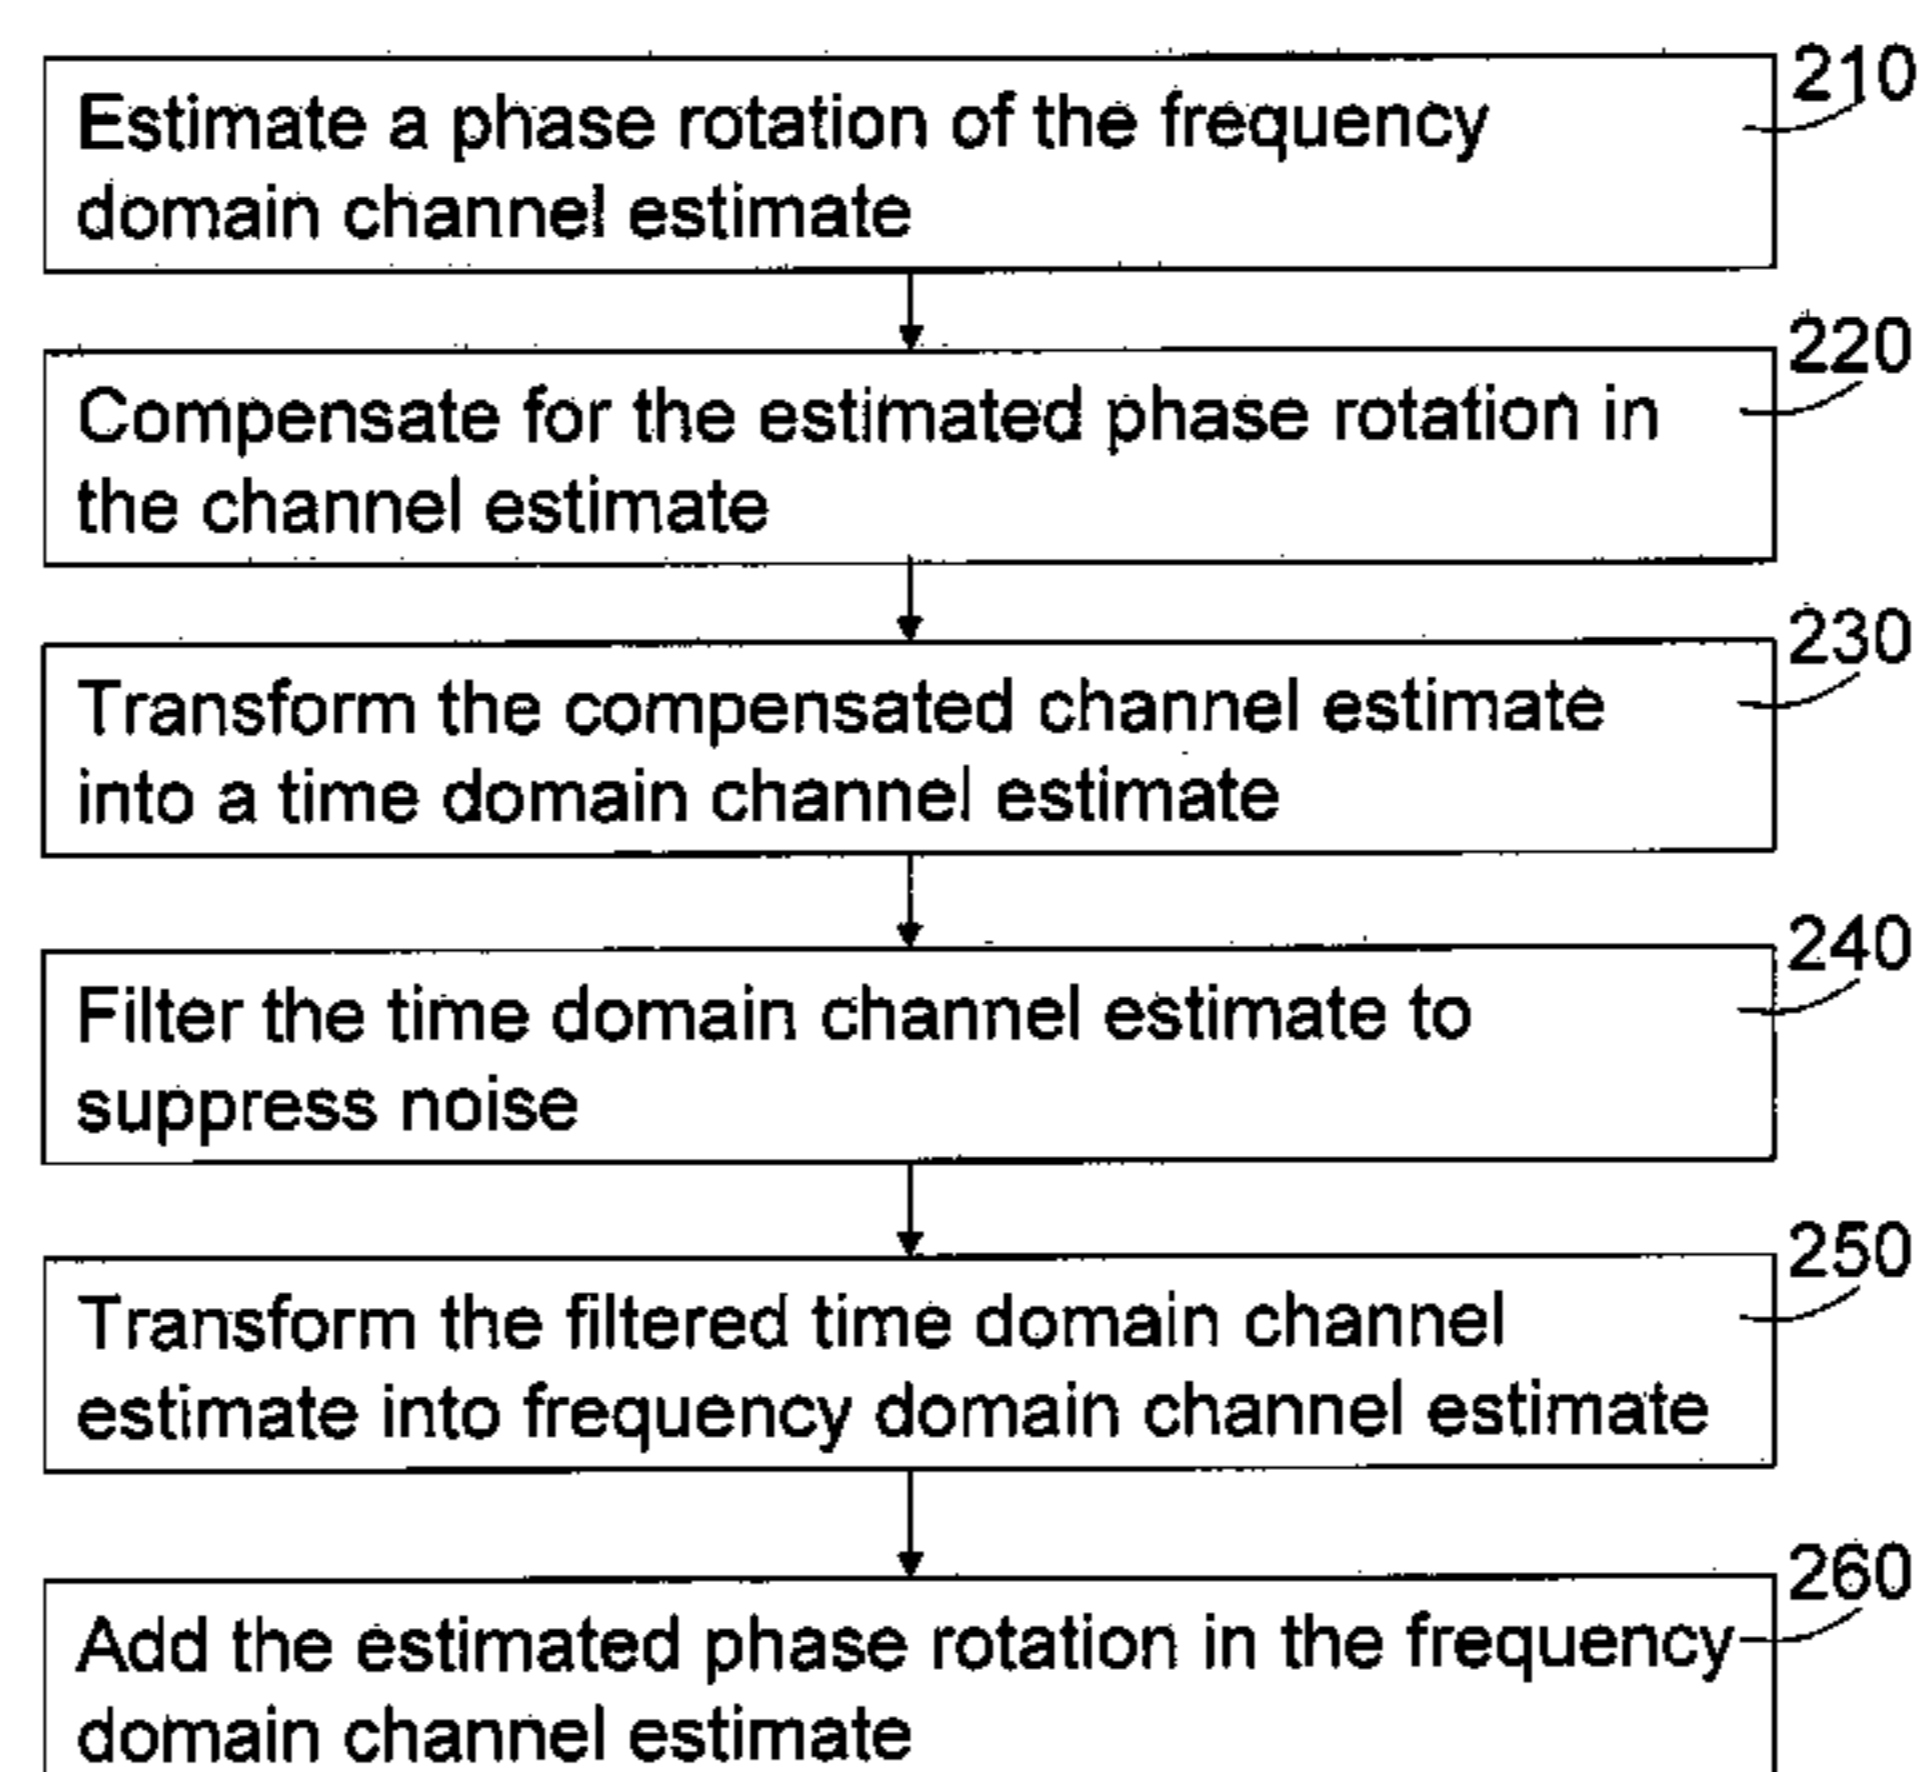 210
Estimate a phase rotation of the frequency
domain channel estimate
220
Compensate for the estimated phase rotation in
the channel estimate
230
Transform the compensated channel estimate
into a time domain channel estimate
240
Filter the time domain channel estimate to
suppress noise
250
Transform the filtered time domain channel
estimate into frequency domain channel estimate
260
Add the estimated phase rotation in the frequency
domain channel estimate